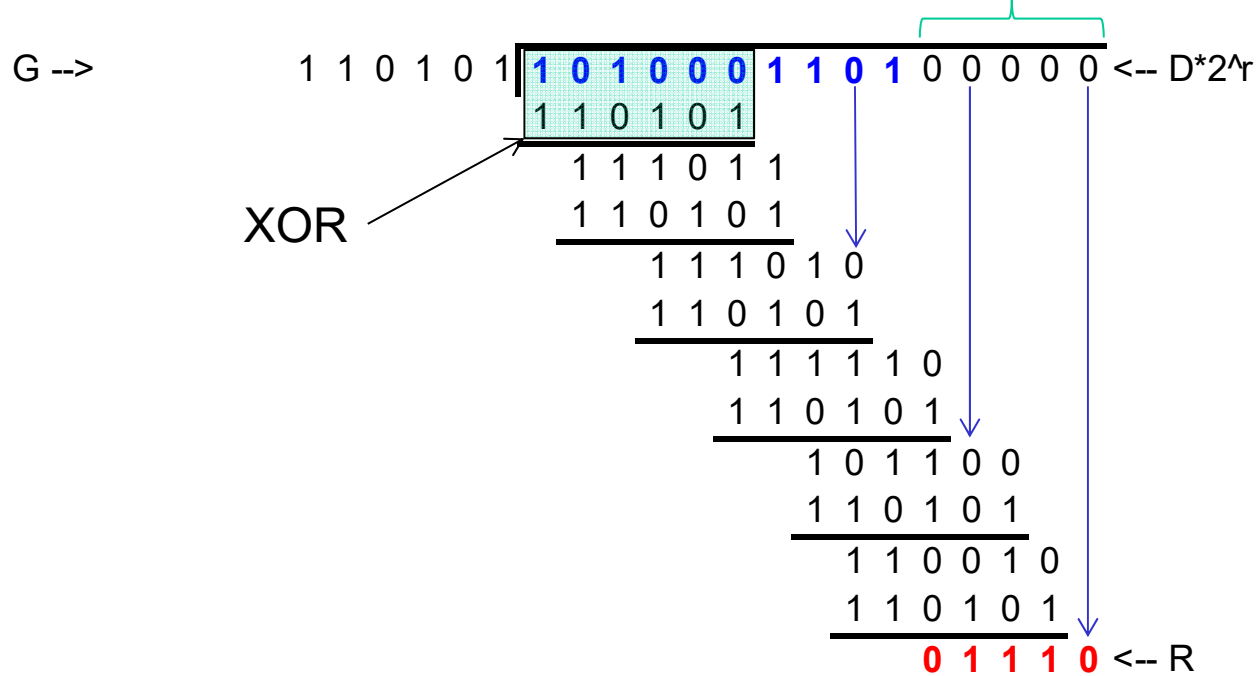 G --> 1 1 0 1 0 1 1 0 1 0 0 0 1 1 0 1 0 0 0 0 0 <-- D*2^r
1 1 0 1 0 1
1 1 1 0 1 1
XOR 1 1 0 1 0 1
1 1 1 0 1 0
1 1 0 1 0 1
1 1 1 1 1 0
1 1 0 1 0 1
1 0 1 1 0 0
1 1 0 1 0 1
1 1 0 0 1 0
1 1 0 1 0 1
0 1 1 1 0 <-- R